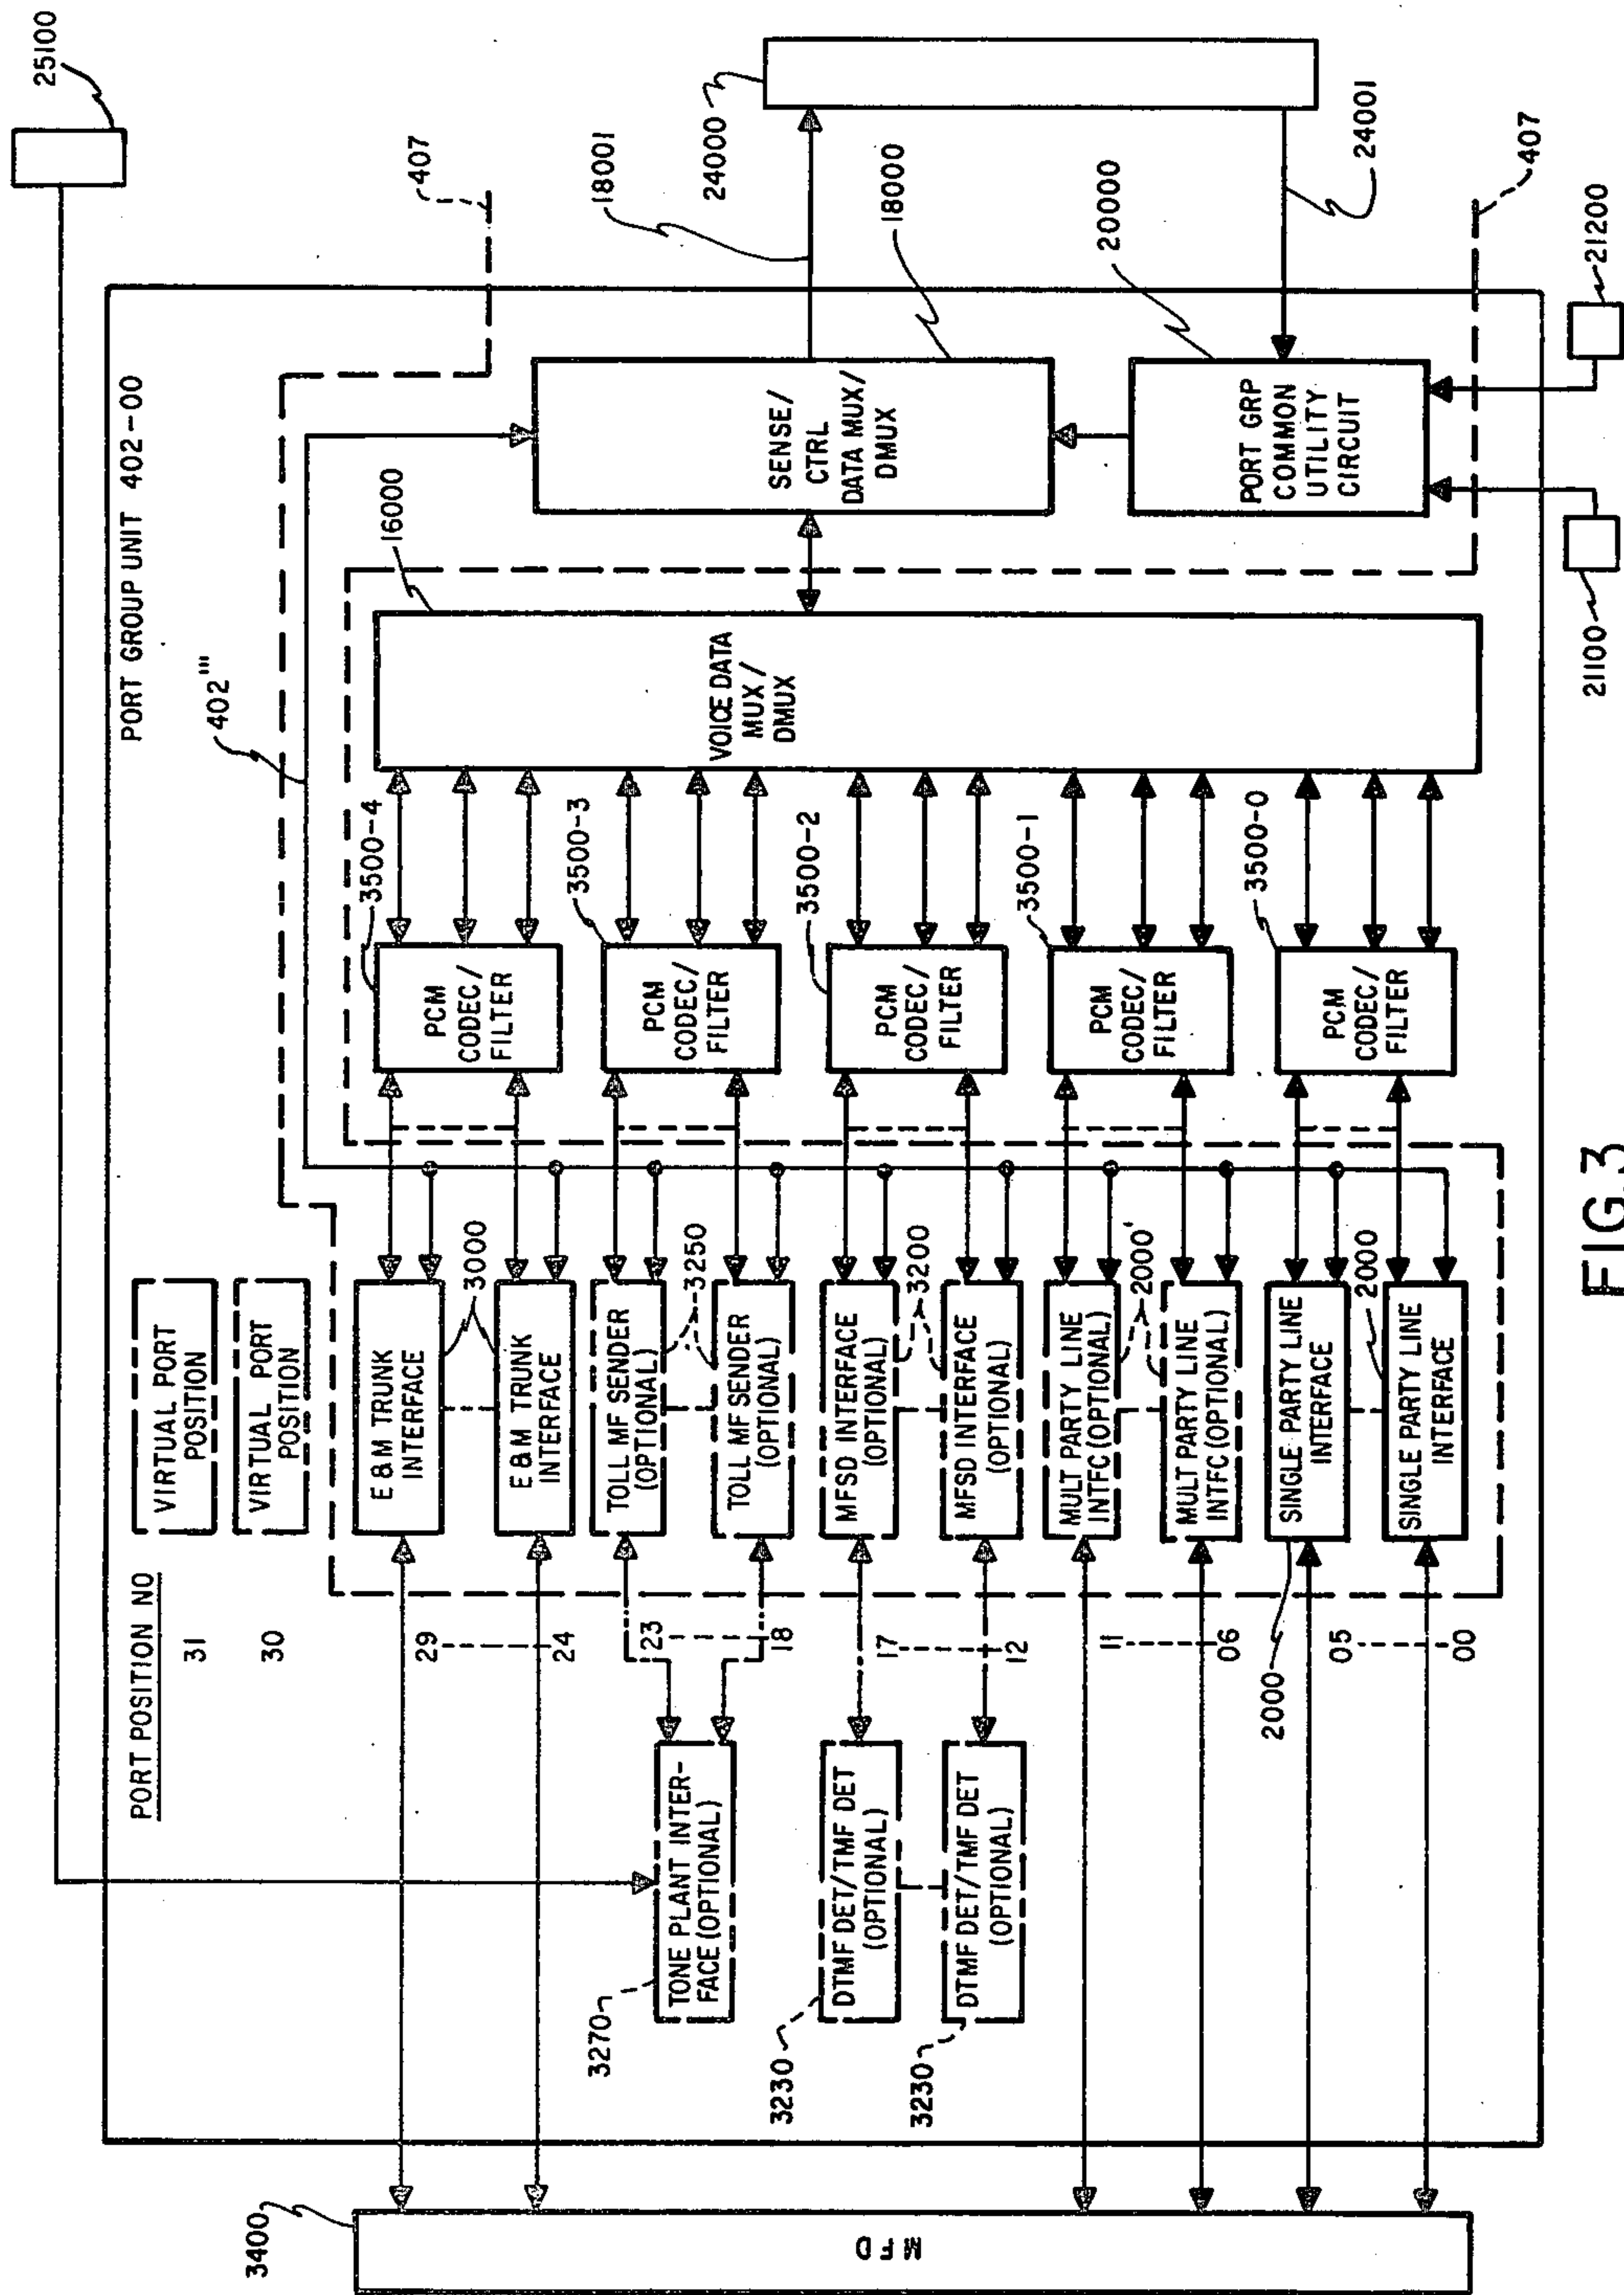 25100
PORT GROUP UNIT 402-00
407
402'''
18001
24000
18000
20000
24001
407
21200
21100
SENSE/
CTRL
DATA MUX/
DMUX
PORT GRP
COMMON
UTILITY
CIRCUIT
16000
VOICE DATA
MUX/
DMUX
3500-4
PCM
CODEC/
FILTER
3500-3
PCM
CODEC/
FILTER
3500-2
PCM
CODEC/
FILTER
3500-1
PCM
CODEC/
FILTER
3500-0
PCM
CODEC/
FILTER
PORT POSITION NO
31
VIRTUAL PORT
POSITION
30
VIRTUAL PORT
POSITION
29
E & M TRUNK
INTERFACE
3000
24
E & M TRUNK
INTERFACE
23
TOLL MF SENDER
(OPTIONAL)
3250
18
TOLL MF SENDER
(OPTIONAL)
17
MFSD INTERFACE
(OPTIONAL)
3200
12
MFSD INTERFACE
(OPTIONAL)
11
MULT PARTY LINE
INTFC (OPTIONAL)
2000'
06
MULT PARTY LINE
INTFC (OPTIONAL)
2000
05
SINGLE PARTY LINE
INTERFACE
2000
00
SINGLE PARTY LINE
INTERFACE
3270
TONE PLANT INTER-
FACE (OPTIONAL)
3230
DTMF DET/TMF DET
(OPTIONAL)
3230
DTMF DET/TMF DET
(OPTIONAL)
3400
MFD
FIG.3